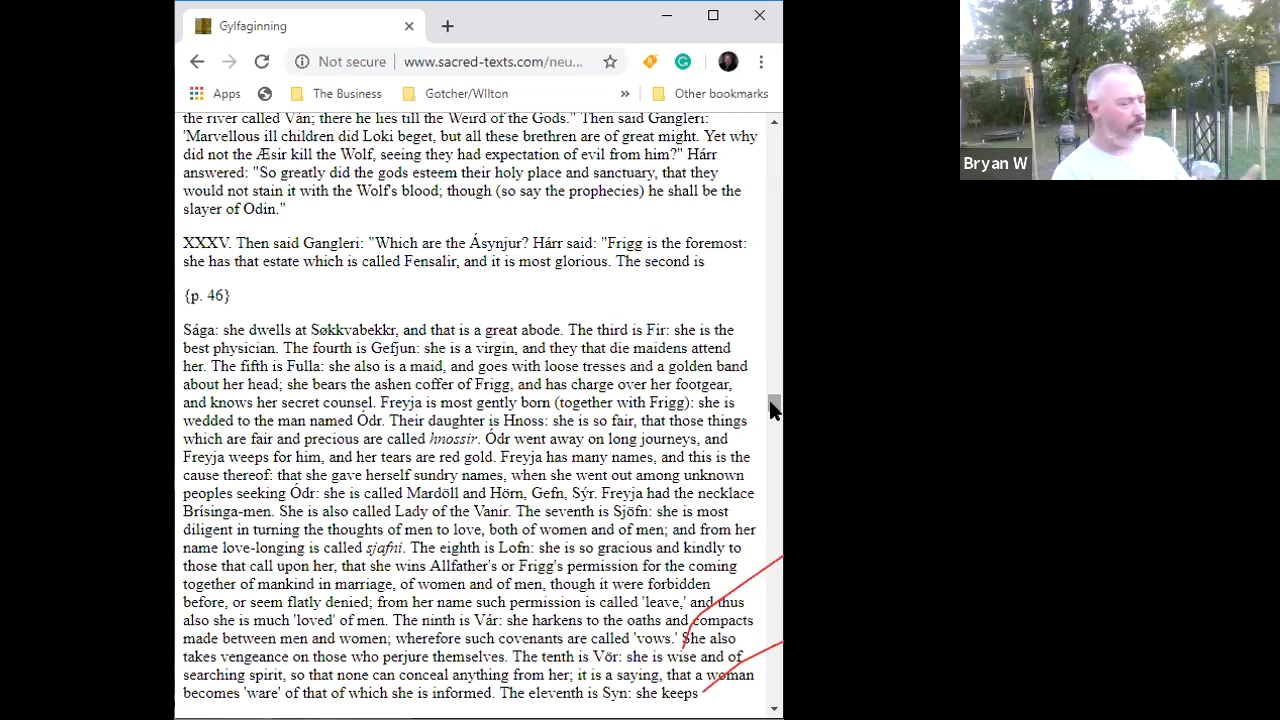 Gylfaginning
Not secure
www.sacred-texts.com/neu...
Apps
The Business
Gotcher/WIlton
»
Other bookmarks
the river called Ván; there he lies till the Weird of the Gods." Then said Gangleri:
'Marvellous ill children did Loki beget, but all these brethren are of great might. Yet why
did not the Æsir kill the Wolf, seeing they had expectation of evil from him?" Hárr
answered: "So greatly did the gods esteem their holy place and sanctuary, that they
would not stain it with the Wolf's blood; though (so say the prophecies) he shall be the
slayer of Odin."
XXXV. Then said Gangleri: "Which are the Ásynjur? Hárr said: "Frigg is the foremost:
she has that estate which is called Fensalir, and it is most glorious. The second is
{p. 46}
Sága: she dwells at Søkkvabekkr, and that is a great abode. The third is Fir: she is the
best physician. The fourth is Gefjun: she is a virgin, and they that die maidens attend
her. The fifth is Fulla: she also is a maid, and goes with loose tresses and a golden band
about her head; she bears the ashen coffer of Frigg, and has charge over her footgear,
and knows her secret counsel. Freyja is most gently born (together with Frigg): she is
wedded to the man named Ódr. Their daughter is Hnoss: she is so fair, that those things
which are fair and precious are called hnossir. Ódr went away on long journeys, and
Freyja weeps for him, and her tears are red gold. Freyja has many names, and this is the
cause thereof: that she gave herself sundry names, when she went out among unknown
peoples seeking Ódr: she is called Mardöll and Hörn, Gefn, Sýr. Freyja had the necklace
Brísinga-men. She is also called Lady of the Vanir. The seventh is Sjöfn: she is most
diligent in turning the thoughts of men to love, both of women and of men; and from her
name love-longing is called sjafni. The eighth is Lofn: she is so gracious and kindly to
those that call upon her, that she wins Allfather's or Frigg's permission for the coming
together of mankind in marriage, of women and of men, though it were forbidden
before, or seem flatly denied; from her name such permission is called 'leave,' and thus
also she is much 'loved' of men. The ninth is Vár: she harkens to the oaths and compacts
made between men and women; wherefore such covenants are called 'vows.' She also
takes vengeance on those who perjure themselves. The tenth is Vör: she is wise and of
searching spirit, so that none can conceal anything from her; it is a saying, that a woman
becomes 'ware' of that of which she is informed. The eleventh is Syn: she keeps
Bryan W